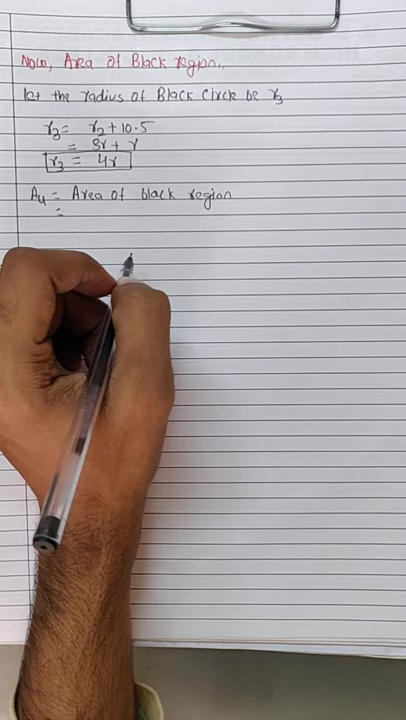 Now, Area of Black region..
let the radius of Black Circle be r3
r3 = r2 + 10.5
= 3r + r
r3 = 4r
A4 = Area of black region
=